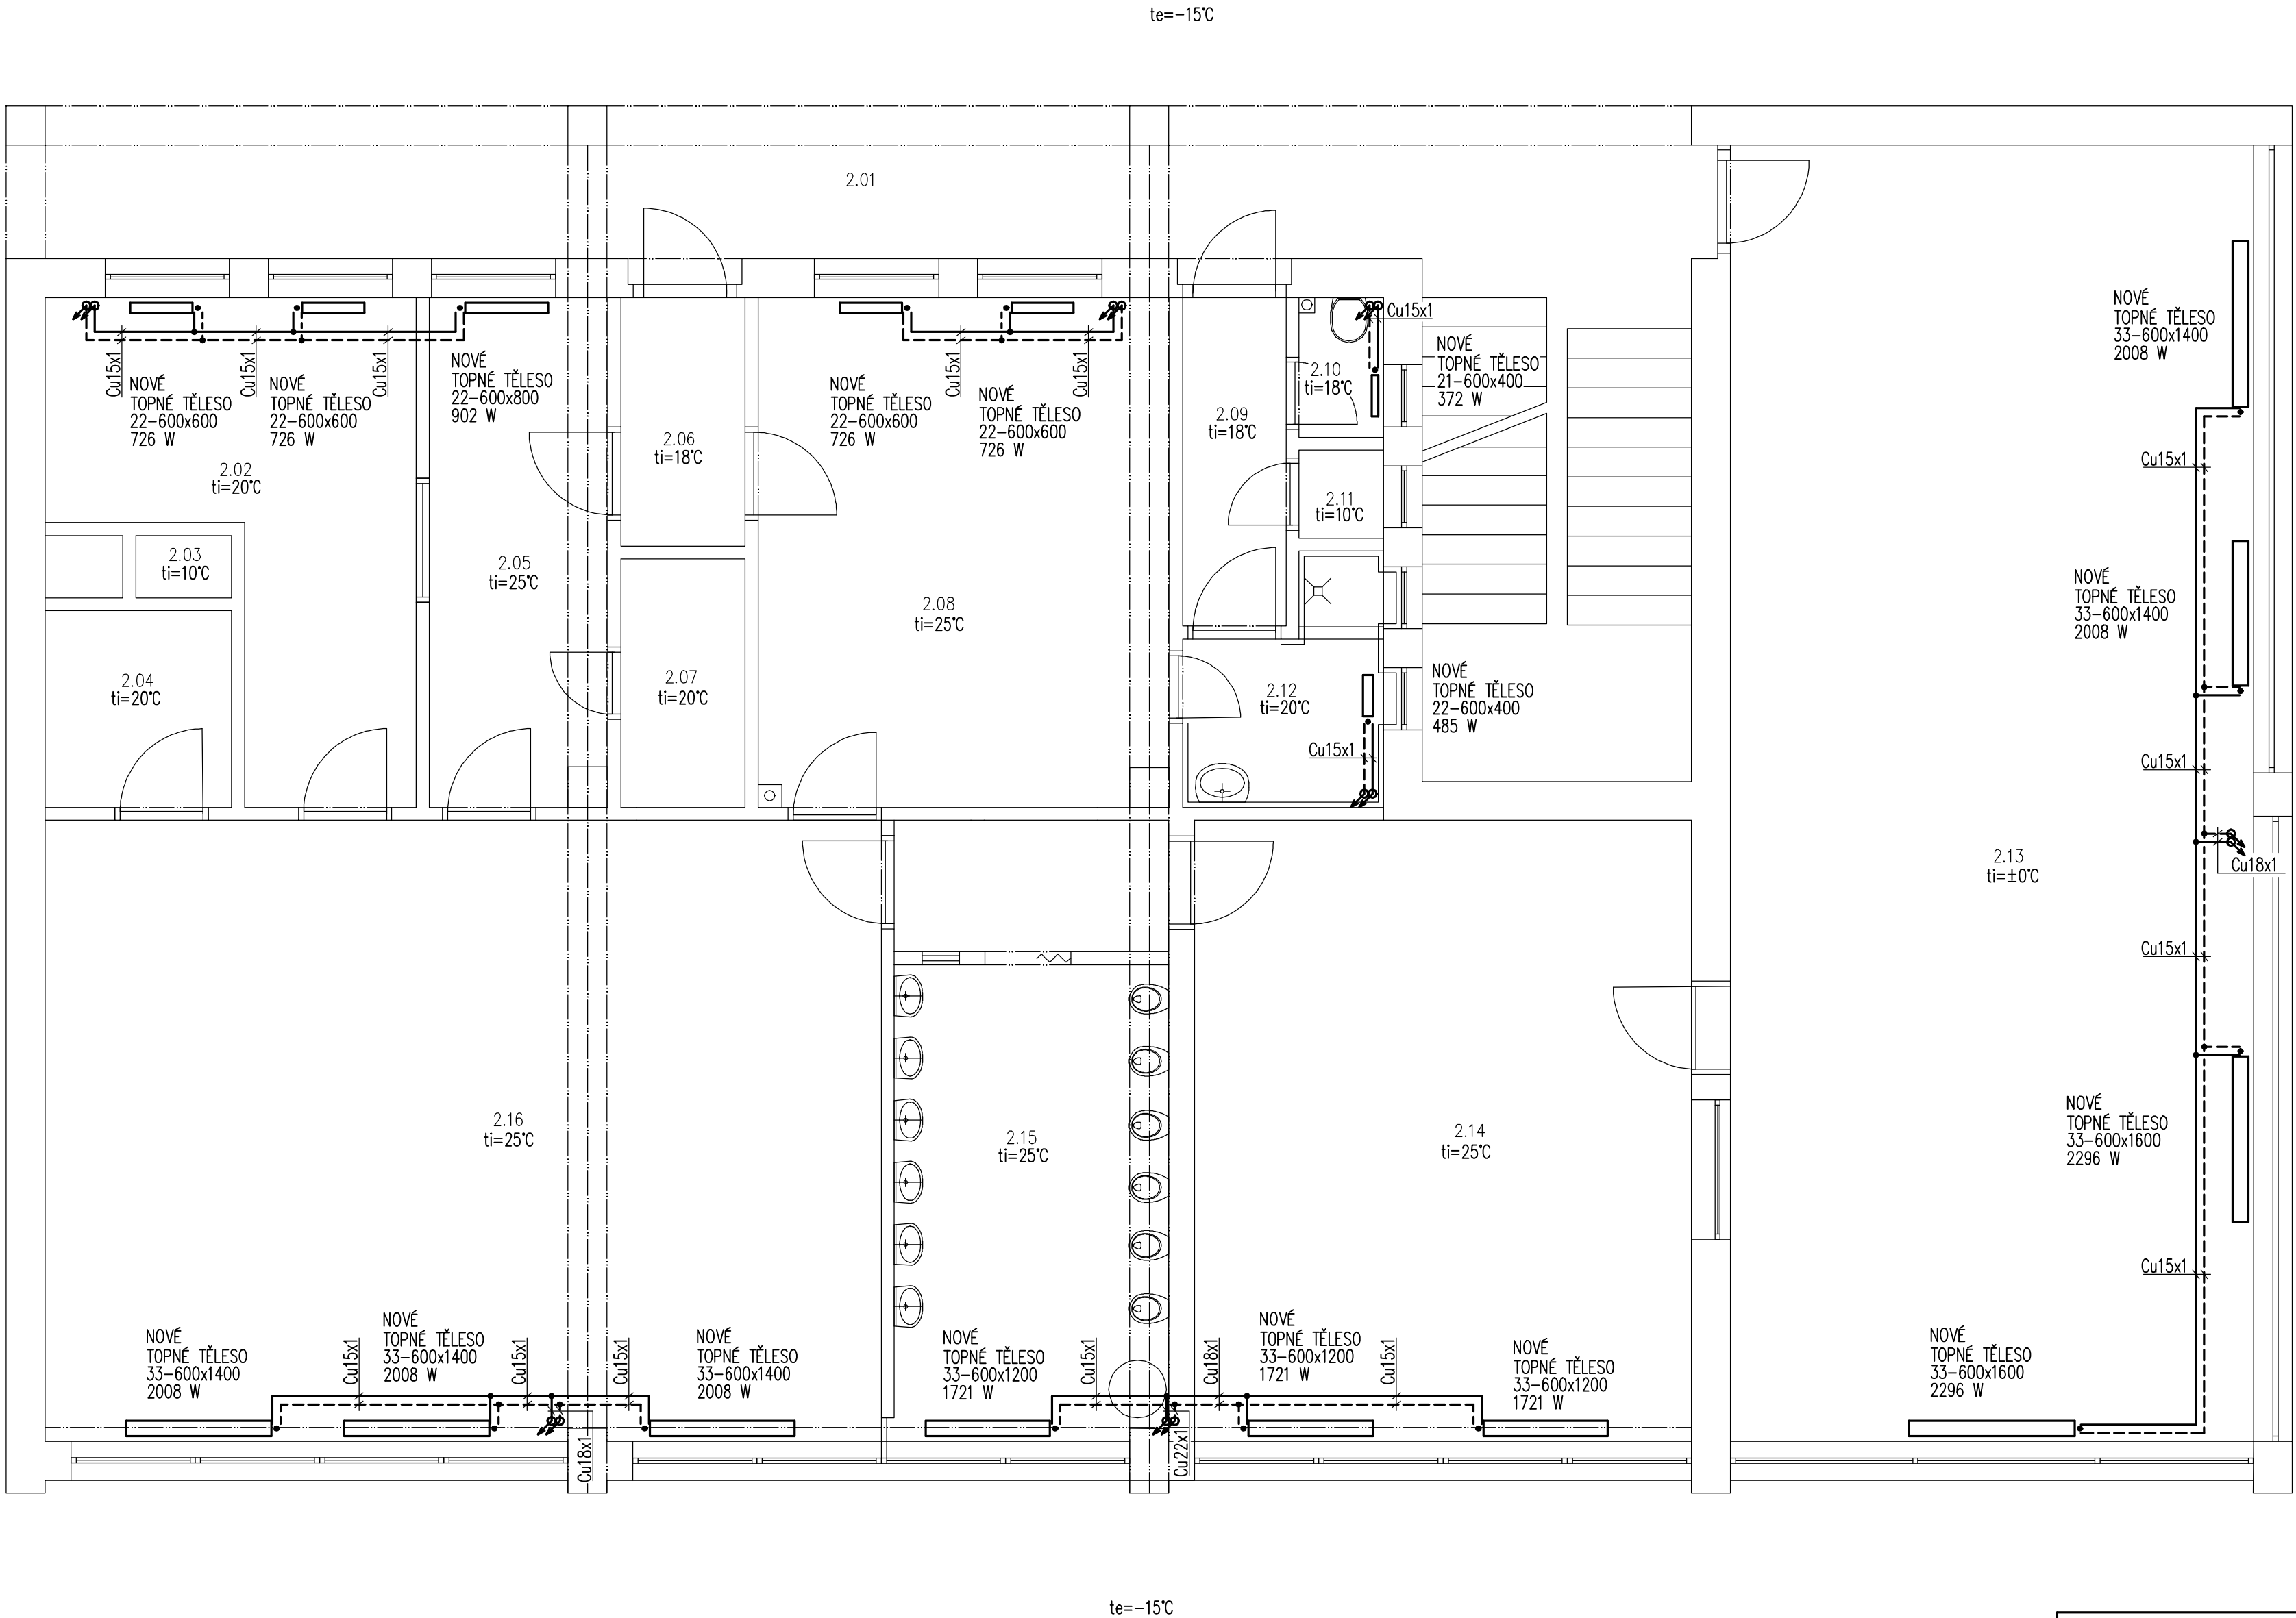 te=-15°C
2.01
Cu15x1
NOVÉ
TOPNÉ TĚLESO
22-600x600
726 W
Cu15x1
NOVÉ
TOPNÉ TĚLESO
22-600x600
726 W
Cu15x1
NOVÉ
TOPNÉ TĚLESO
22-600x800
902 W
NOVÉ
TOPNÉ TĚLESO
22-600x600
726 W
Cu15x1
NOVÉ
TOPNÉ TĚLESO
22-600x600
726 W
Cu15x1
Cu15x1
NOVÉ
TOPNÉ TĚLESO
21-600x400
372 W
NOVÉ
TOPNÉ TĚLESO
33-600x1400
2008 W
2.02
ti=20°C
2.03
ti=10°C
2.04
ti=20°C
2.05
ti=25°C
2.06
ti=18°C
2.07
ti=20°C
2.08
ti=25°C
2.09
ti=18°C
2.10
ti=18°C
2.11
ti=10°C
2.12
ti=20°C
Cu15x1
NOVÉ
TOPNÉ TĚLESO
22-600x400
485 W
Cu15x1
NOVÉ
TOPNÉ TĚLESO
33-600x1400
2008 W
Cu15x1
2.13
ti=±0°C
Cu18x1
Cu15x1
NOVÉ
TOPNÉ TĚLESO
33-600x1600
2296 W
Cu15x1
NOVÉ
TOPNÉ TĚLESO
33-600x1600
2296 W
2.16
ti=25°C
2.15
ti=25°C
2.14
ti=25°C
NOVÉ
TOPNÉ TĚLESO
33-600x1400
2008 W
Cu15x1
NOVÉ
TOPNÉ TĚLESO
33-600x1400
2008 W
Cu15x1
Cu18x1
Cu15x1
NOVÉ
TOPNÉ TĚLESO
33-600x1400
2008 W
NOVÉ
TOPNÉ TĚLESO
33-600x1200
1721 W
Cu15x1
Cu22x1
Cu18x1
NOVÉ
TOPNÉ TĚLESO
33-600x1200
1721 W
Cu15x1
NOVÉ
TOPNÉ TĚLESO
33-600x1200
1721 W
te=-15°C